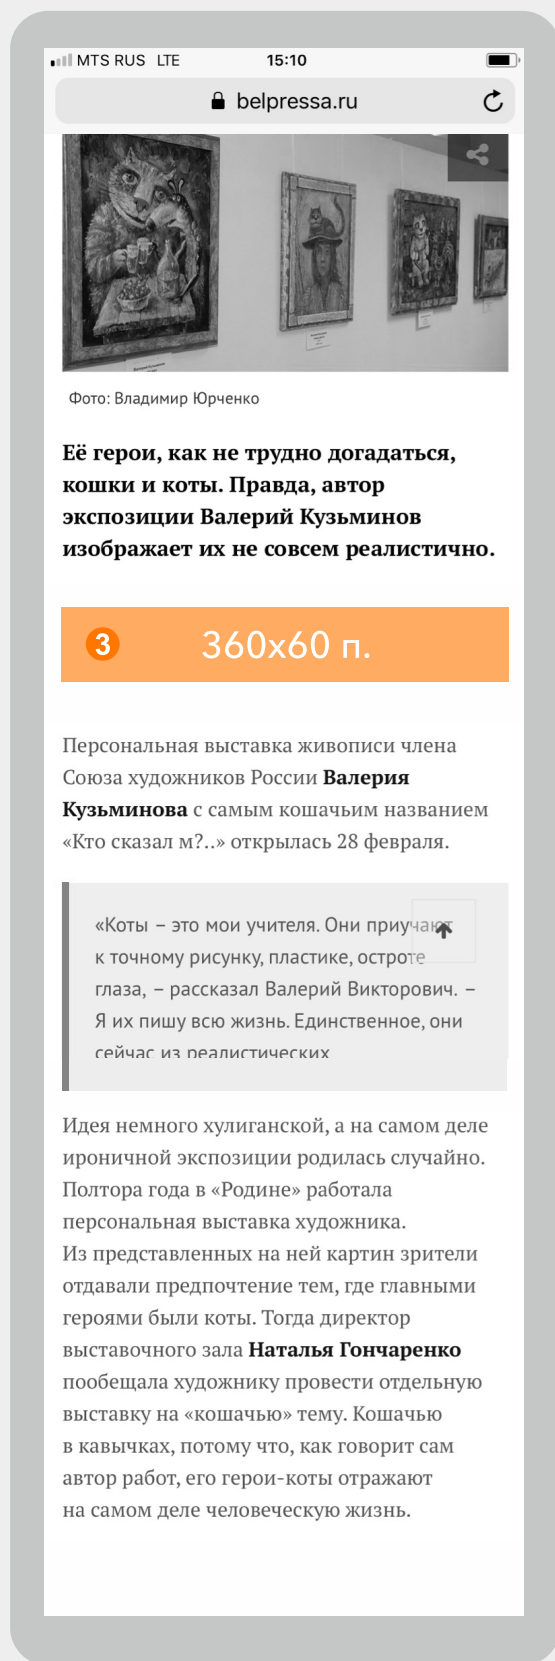 MTS RUS LTE 15:10
belpressa.ru
Фото: Владимир Юрченко
Её герои, как не трудно догадаться,
кошки и коты. Правда, автор
экспозиции Валерий Кузьминов
изображает их не совсем реалистично.
3 360x60 п.
Персональная выставка живописи члена
Союза художников России Валерия
Кузьминова с самым кошачьим названием
«Кто сказал м?..» открылась 28 февраля.
«Коты – это мои учителя. Они приучают
к точному рисунку, пластике, остроте
глаза, – рассказал Валерий Викторович. –
Я их пишу всю жизнь. Единственное, они
сейчас из реалистических
Идея немного хулиганской, а на самом деле
ироничной экспозиции родилась случайно.
Полтора года в «Родине» работала
персональная выставка художника.
Из представленных на ней картин зрители
отдавали предпочтение тем, где главными
героями были коты. Тогда директор
выставочного зала Наталья Гончаренко
пообещала художнику провести отдельную
выставку на «кошачью» тему. Кошачью
в кавычках, потому что, как говорит сам
автор работ, его герои-коты отражают
на самом деле человеческую жизнь.